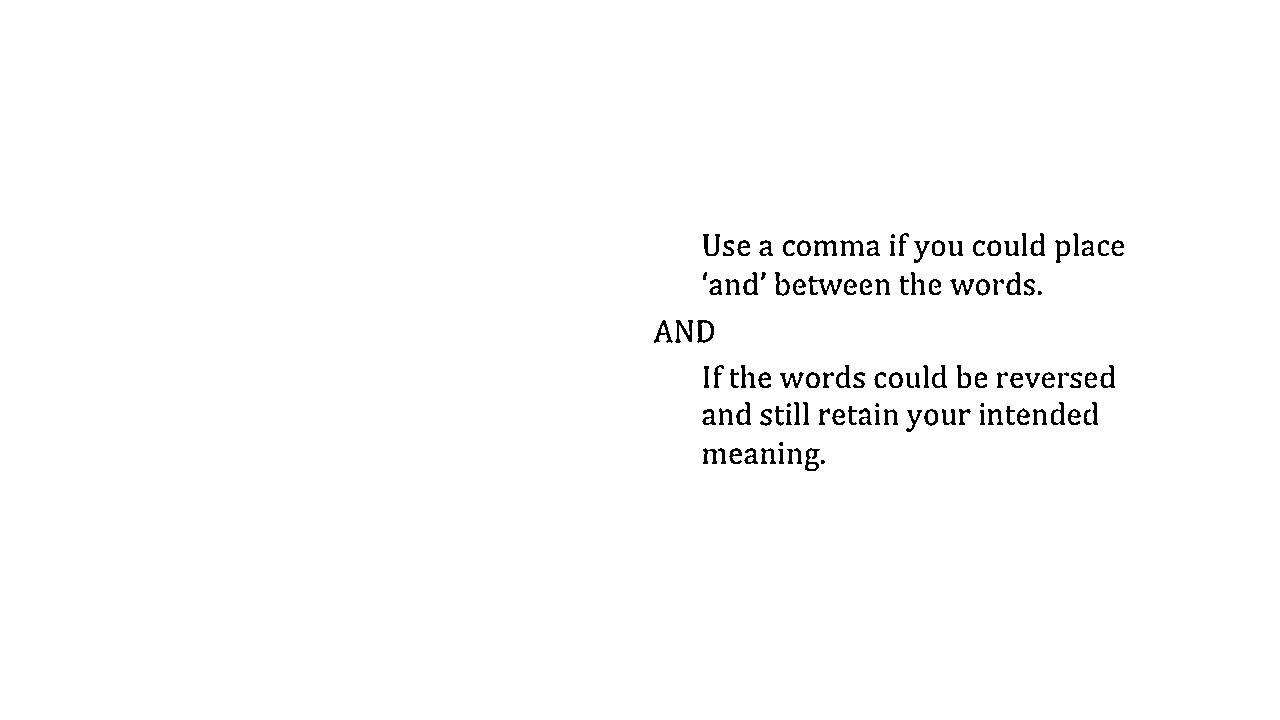 Use a comma if you could place
‘and’ between the words.
AND
If the words could be reversed
and still retain your intended
meaning.